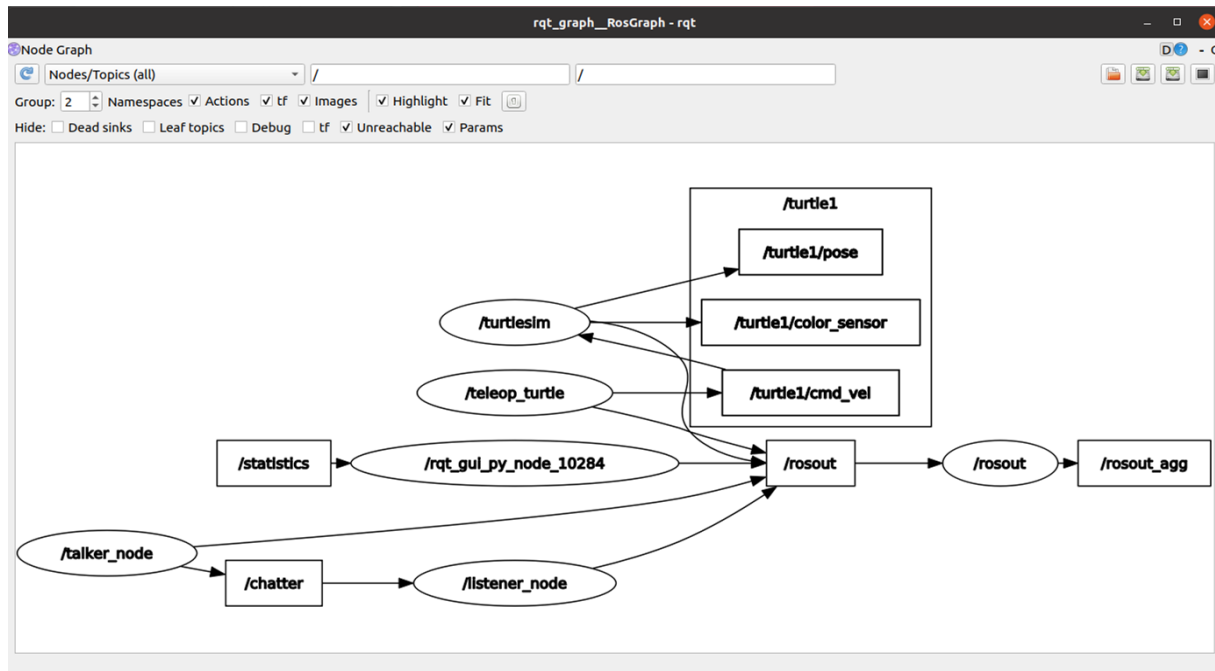 rqt_graph__RosGraph - rqt
Node Graph
D? - 
Nodes/Topics (all) / /
Group: 2 Namespaces Actions tf Images Highlight Fit
Hide: Dead sinks Leaf topics Debug tf Unreachable Params
/turtle1
/turtle1/pose
/turtlesim
/turtle1/color_sensor
/teleop_turtle
/turtle1/cmd_vel
/statistics
/rqt_gui_py_node_10284
/rosout
/rosout
/rosout_agg
/talker_node
/chatter
/listener_node